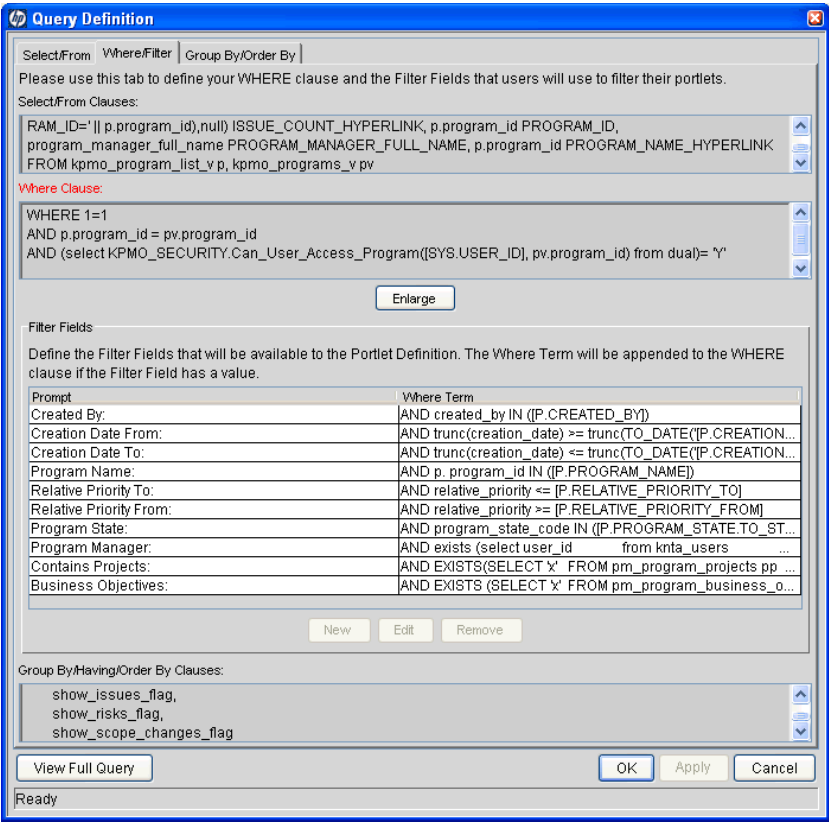 hp Query Definition
Select/From Where/Filter Group By/Order By
Please use this tab to define your WHERE clause and the Filter Fields that users will use to filter their portlets.
Select/From Clauses:
RAM_ID=' || p.program_id),null) ISSUE_COUNT_HYPERLINK, p.program_id PROGRAM_ID,
program_manager_full_name PROGRAM_MANAGER_FULL_NAME, p.program_id PROGRAM_NAME_HYPERLINK
FROM kpmo_program_list_v p, kpmo_programs_v pv
Where Clause:
WHERE 1=1
AND p.program_id = pv.program_id
AND (select KPMO_SECURITY.Can_User_Access_Program([SYS.USER_ID], pv.program_id) from dual)= 'Y'
Enlarge
Filter Fields
Define the Filter Fields that will be available to the Portlet Definition. The Where Term will be appended to the WHERE
clause if the Filter Field has a value.
Prompt Where Term
Created By: AND created_by IN ([P.CREATED_BY])
Creation Date From: AND trunc(creation_date) >= trunc(TO_DATE('[P.CREATION...
Creation Date To: AND trunc(creation_date) <= trunc(TO_DATE('[P.CREATION...
Program Name: AND p. program_id IN ([P.PROGRAM_NAME])
Relative Priority To: AND relative_priority <= [P.RELATIVE_PRIORITY_TO]
Relative Priority From: AND relative_priority >= [P.RELATIVE_PRIORITY_FROM]
Program State: AND program_state_code IN ([P.PROGRAM_STATE.TO_ST...
Program Manager: AND exists (select user_id from knta_users ...
Contains Projects: AND EXISTS(SELECT 'x' FROM pm_program_projects pp ...
Business Objectives: AND EXISTS (SELECT 'x' FROM pm_program_business_o...
New Edit Remove
Group By/Having/Order By Clauses:
show_issues_flag,
show_risks_flag,
show_scope_changes_flag
View Full Query OK Apply Cancel
Ready